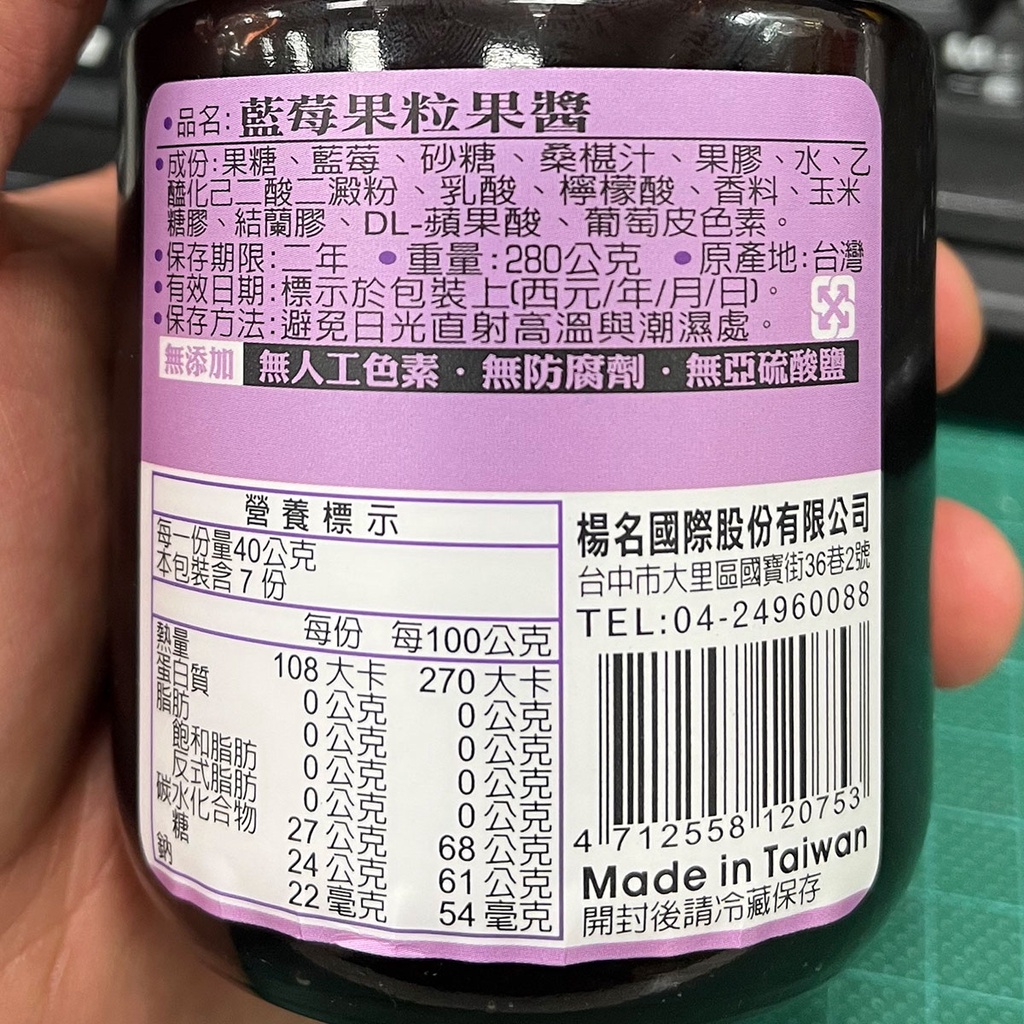 •品名:藍莓果粒果醬
•成份:果糖、藍莓、砂糖、桑椹汁、果膠、水、乙
醯化己二酸二澱粉、乳酸、檸檬酸、香料、玉米
糖膠、結蘭膠、DL-蘋果酸、葡萄皮色素。
•保存期限:二年 •重量:280公克 •原產地:台灣
•有效日期:標示於包裝上(西元/年/月/日)。
•保存方法:避免日光直射高溫與潮濕處。
無添加 無人工色素・無防腐劑・無亞硫酸鹽
營養標示
每一份量40公克
本包裝含7份
每份 每100公克
熱量 108大卡 270大卡
蛋白質 0公克 0公克
脂肪 0公克 0公克
飽和脂肪 0公克 0公克
反式脂肪 0公克 0公克
碳水化合物 27公克 68公克
糖 24公克 61公克
鈉 22毫克 54毫克
楊名國際股份有限公司
台中市大里區國寶街36巷2號
TEL:04-24960088
4 712558 120753
Made in Taiwan
開封後請冷藏保存